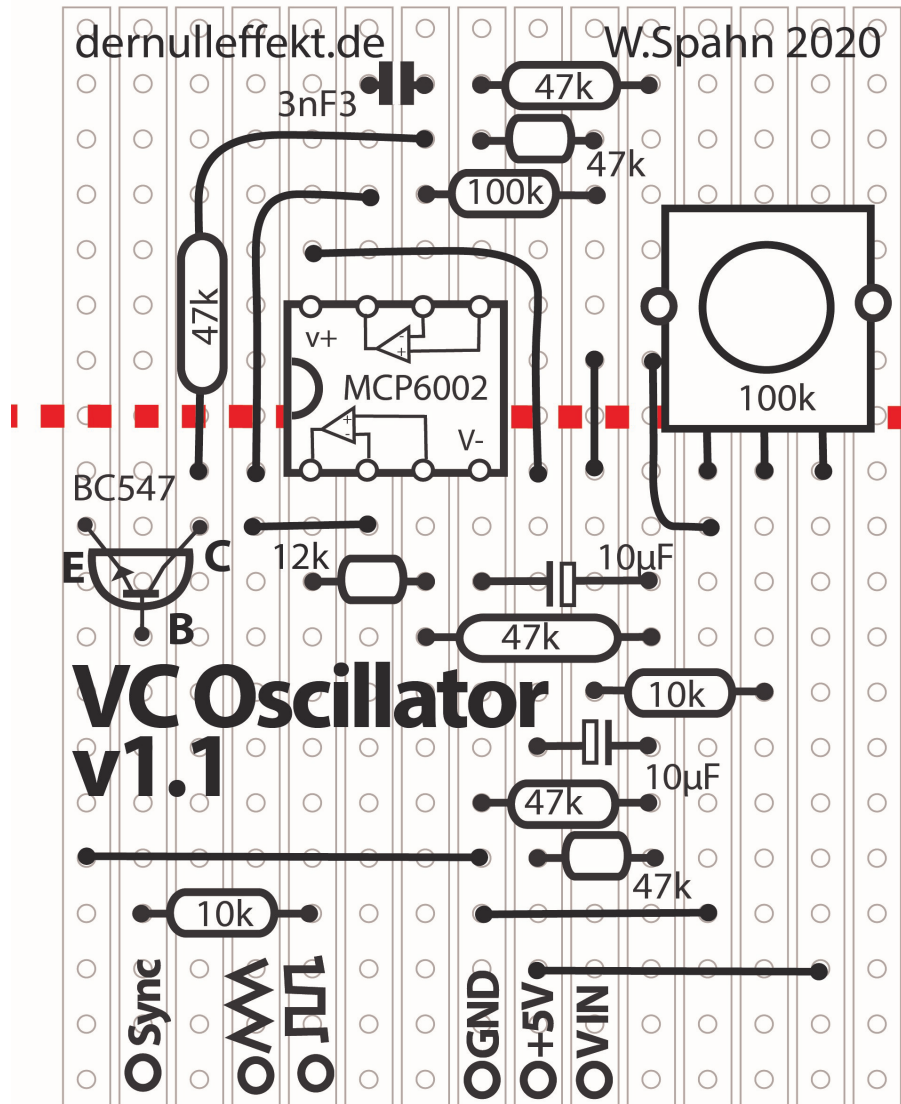 dernulleffekt.de
W.Spahn 2020
3nF3
47k
47k
100k
47k
v+
MCP6002
V-
100k
- +
+ -
BC547
E
C
B
12k
10µF
47k
VC Oscillator
v1.1
10k
10µF
47k
47k
10k
Sync
GND
+5V
VIN